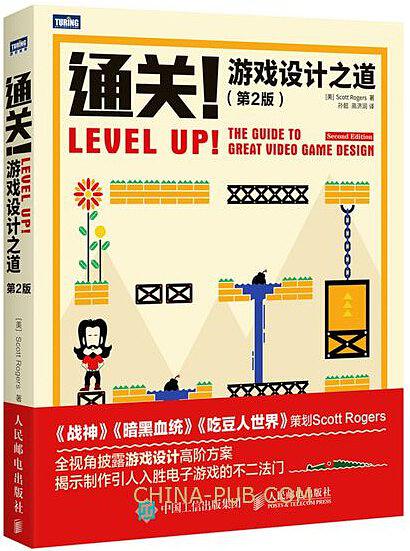 TURING
图灵程序设计丛书
通关!
游戏设计之道
(第2版)
[美] Scott Rogers 著
孙懿 高济润 译
LEVEL UP!
THE GUIDE TO
GREAT VIDEO GAME DESIGN
Second Edition
《战神》《暗黑血统》《吃豆人世界》策划Scott Rogers
全视角披露游戏设计高阶方案
揭示制作引人入胜电子游戏的不二法门
中国工信出版集团
人民邮电出版社
POSTS & TELECOM PRESS
CHINA-PUB.COM
TURING
通关!
LEVEL UP!
游戏设计之道
第2版
[美] Scott Rogers 著
人民邮电出版社